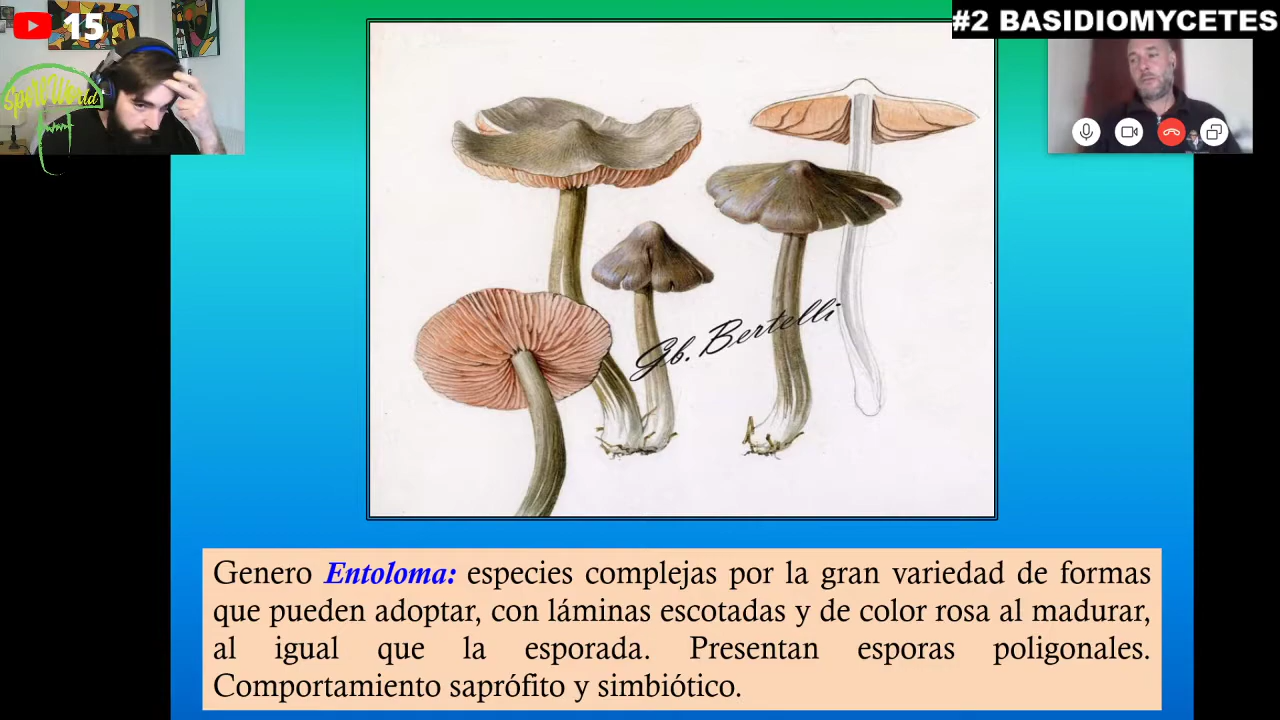 15
#2 BASIDIOMYCETES
SporWorld
Gb. Bertelli
Genero Entoloma: especies complejas por la gran variedad de formas
que pueden adoptar, con láminas escotadas y de color rosa al madurar,
al igual que la esporada. Presentan esporas poligonales.
Comportamiento saprófito y simbiótico.